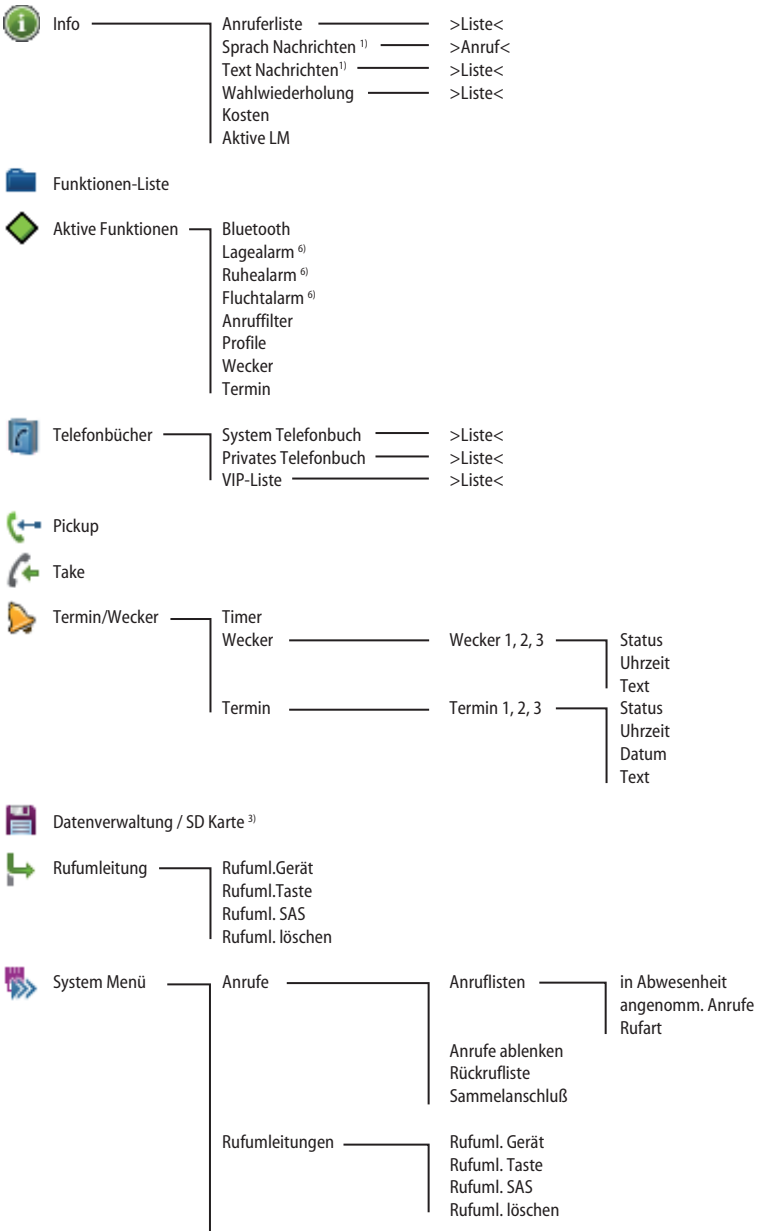 Info Anruferliste >Liste<
Sprach Nachrichten 1) >Anruf<
Text Nachrichten1) >Liste<
Wahlwiederholung >Liste<
Kosten
Aktive LM
Funktionen-Liste
Aktive Funktionen Bluetooth
Lagealarm 6)
Ruhealarm 6)
Fluchtalarm 6)
Anruffilter
Profile
Wecker
Termin
Telefonbücher System Telefonbuch >Liste<
Privates Telefonbuch >Liste<
VIP-Liste >Liste<
Pickup
Take
Termin/Wecker Timer
Wecker Wecker 1, 2, 3 Status
Uhrzeit
Text
Termin Termin 1, 2, 3 Status
Uhrzeit
Datum
Text
Datenverwaltung / SD Karte 3)
Rufumleitung Rufuml.Gerät
Rufuml.Taste
Rufuml. SAS
Rufuml. löschen
System Menü Anrufe Anruflisten in Abwesenheit
angenomm. Anrufe
Rufart
Anrufe ablenken
Rückrufliste
Sammelanschluß
Rufumleitungen Rufuml. Gerät
Rufuml. Taste
Rufuml. SAS
Rufuml. löschen